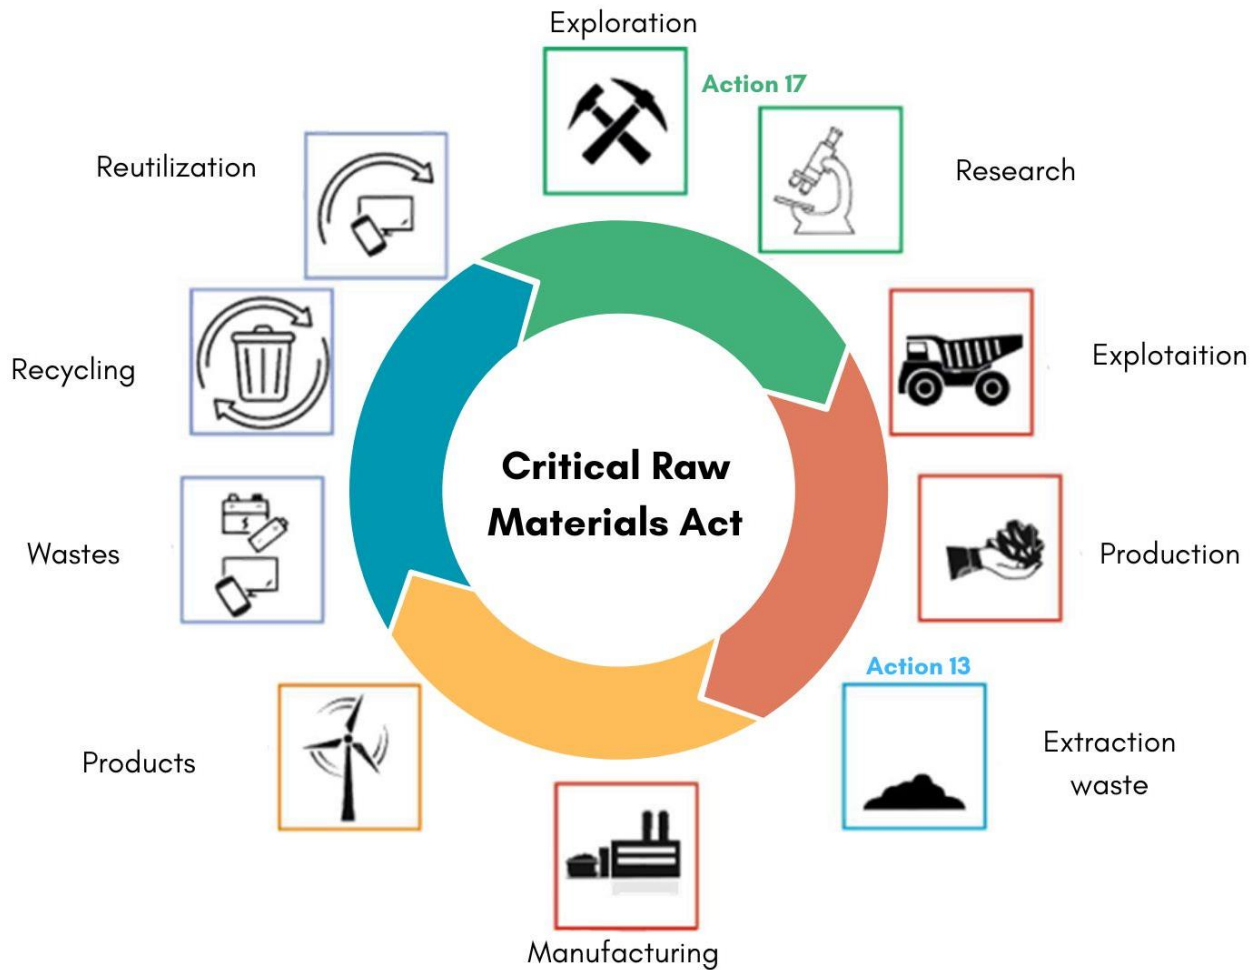 Exploration
Action 17
Reutilization
Research
Explotaition
Recycling
Critical Raw
Materials Act
Wastes
Production
Action 13
Extraction
waste
Products
Manufacturing